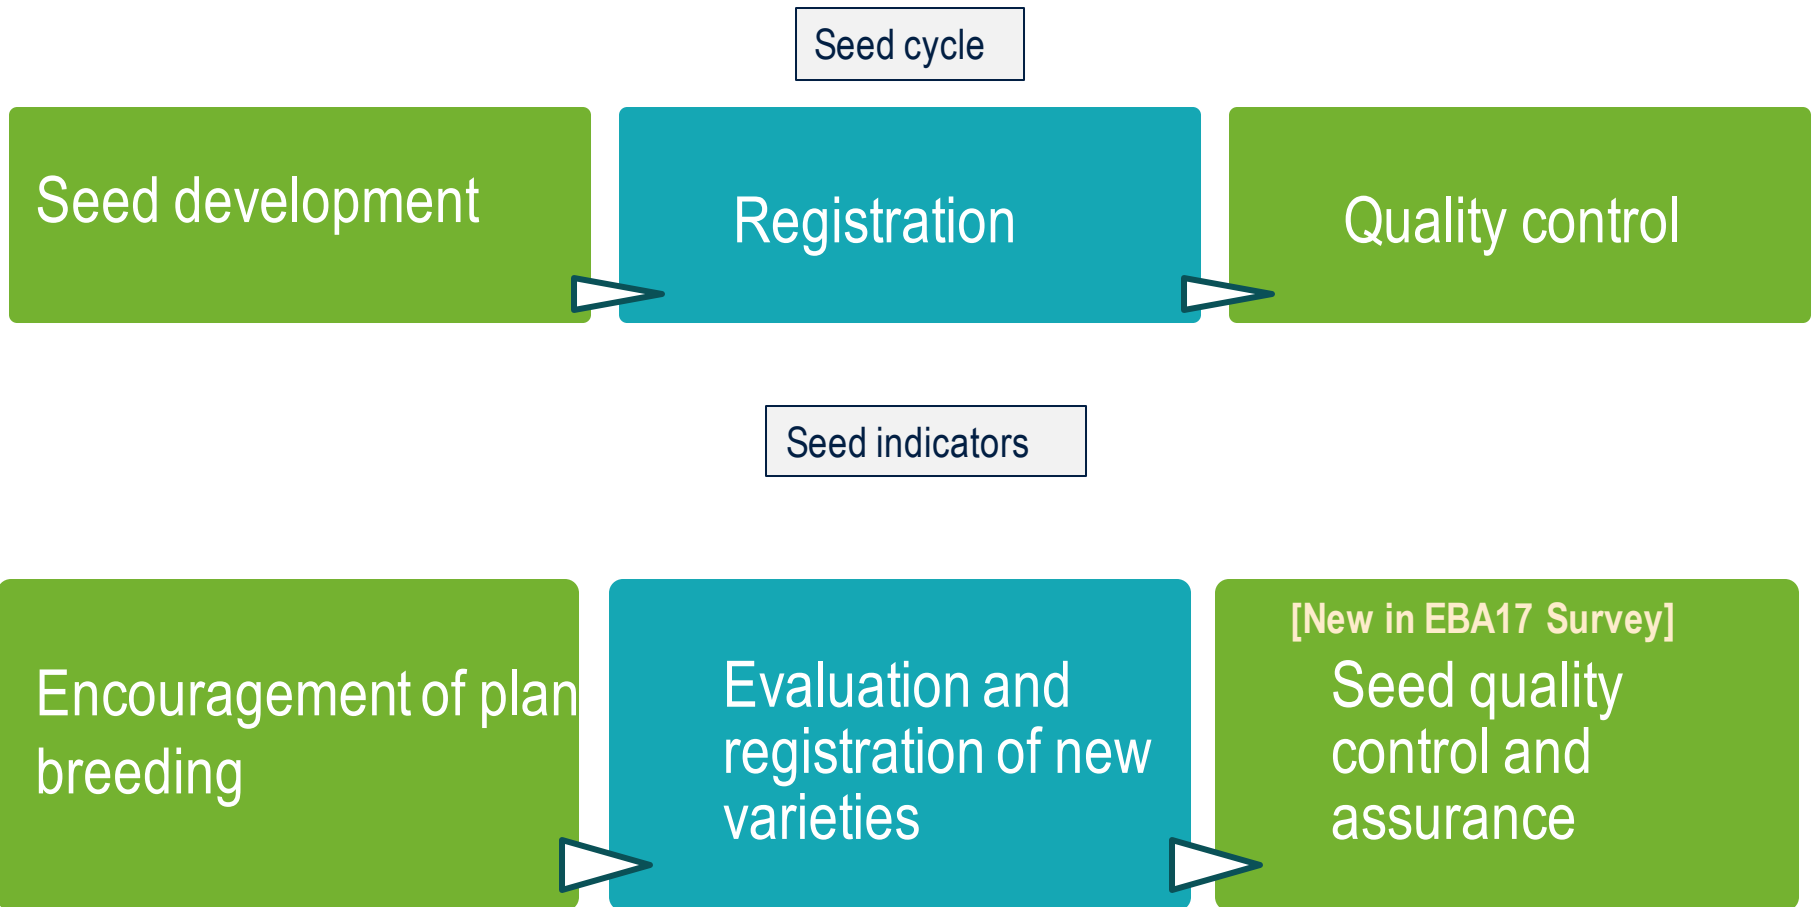 Seed cycle
Seed development
Registration
Quality control
Seed indicators
Encouragement of plan
breeding
Evaluation and
registration of new
varieties
[New in EBA17 Survey]
Seed quality
control and
assurance